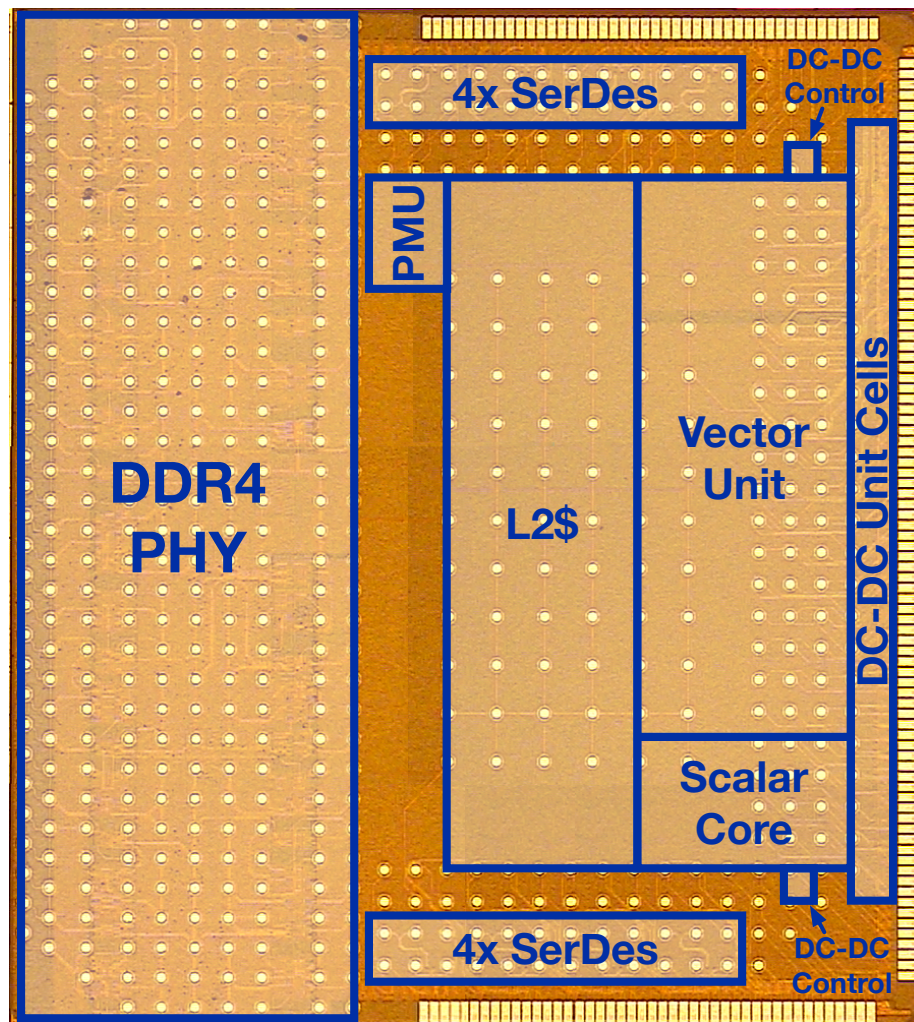 DC-DC
Control
4x SerDes
PMU
DDR4
PHY
L2$
Vector
Unit
DC-DC Unit Cells
Scalar
Core
4x SerDes
DC-DC
Control